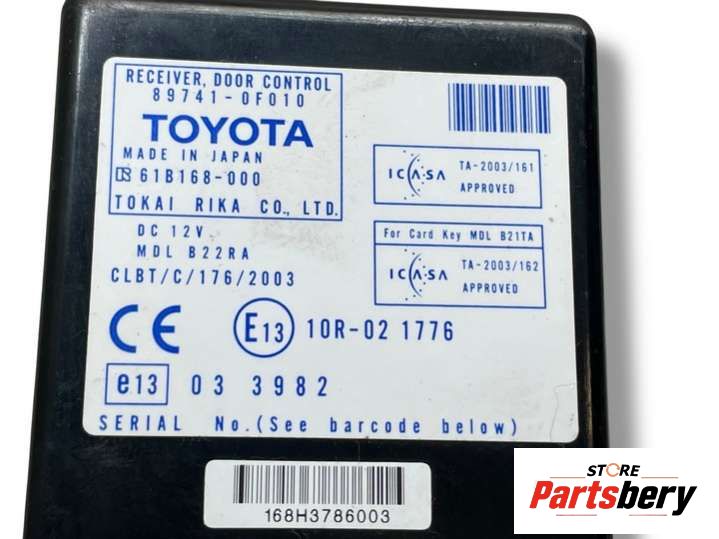 RECEIVER, DOOR CONTROL
89741-0F010
TOYOTA
MADE IN JAPAN
61B168-000
TOKAI RIKA CO., LTD.
DC 12V
MDL B22RA
CLBT/C/176/2003
ICASA
TA-2003/161
APPROVED
For Card Key MDL B21TA
ICASA
TA-2003/162
APPROVED
CE
E13 10R-02 1776
e13 03 3982
SERIAL No.(See barcode below)
168H3786003
STORE
Partsbery